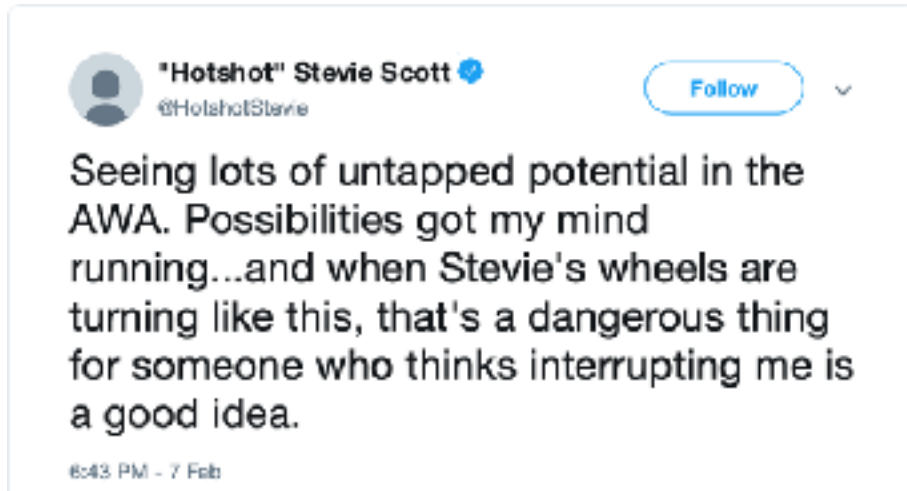 "Hotshot" Stevie Scott
@HotshotStevie
Follow
Seeing lots of untapped potential in the
AWA. Possibilities got my mind
running...and when Stevie's wheels are
turning like this, that's a dangerous thing
for someone who thinks interrupting me is
a good idea.
6:43 PM - 7 Feb